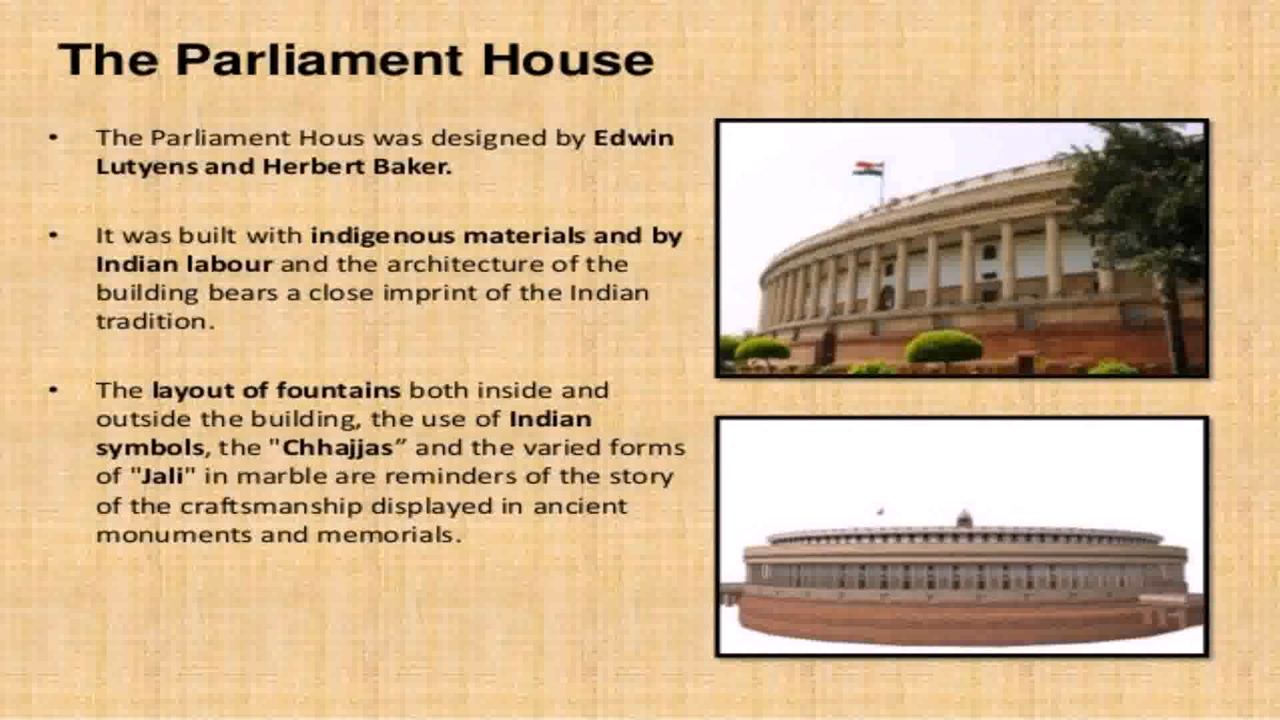 The Parliament House
• The Parliament Hous was designed by Edwin
Lutyens and Herbert Baker.
• It was built with indigenous materials and by
Indian labour and the architecture of the
building bears a close imprint of the Indian
tradition.
• The layout of fountains both inside and
outside the building, the use of Indian
symbols, the "Chhajjas” and the varied forms
of "Jali" in marble are reminders of the story
of the craftsmanship displayed in ancient
monuments and memorials.